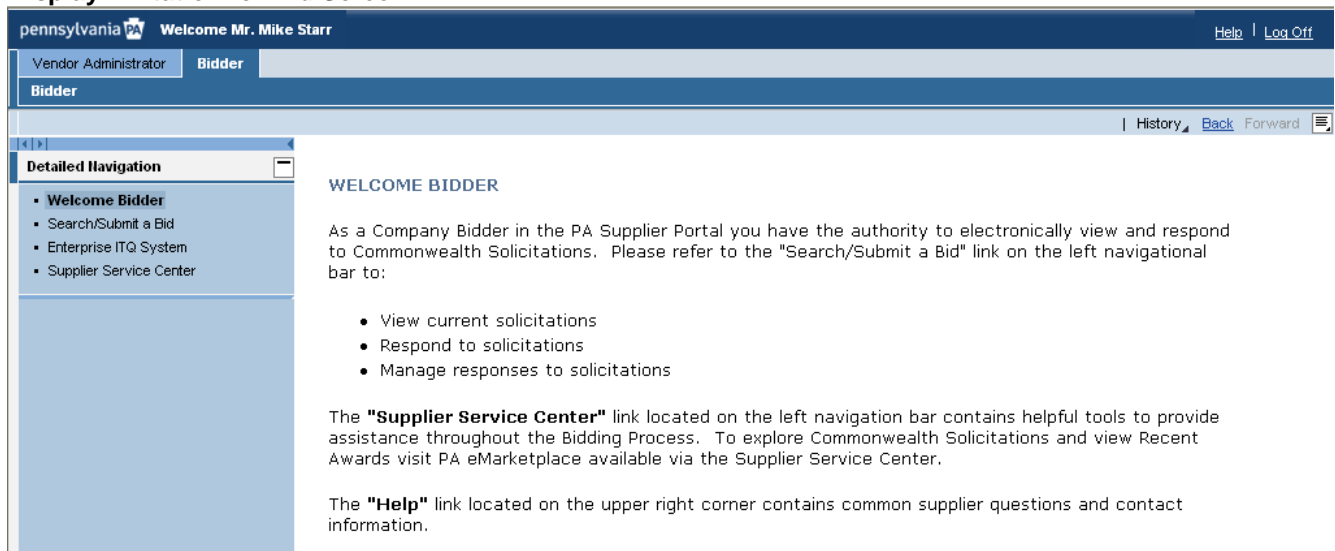 pennsylvania PA Welcome Mr. Mike Starr Help | Log Off
Vendor Administrator Bidder
Bidder
| History Back Forward
Detailed Navigation
Welcome Bidder
Search/Submit a Bid
Enterprise ITQ System
Supplier Service Center
WELCOME BIDDER
As a Company Bidder in the PA Supplier Portal you have the authority to electronically view and respond
to Commonwealth Solicitations. Please refer to the "Search/Submit a Bid" link on the left navigational
bar to:
• View current solicitations
• Respond to solicitations
• Manage responses to solicitations
The "Supplier Service Center" link located on the left navigation bar contains helpful tools to provide
assistance throughout the Bidding Process. To explore Commonwealth Solicitations and view Recent
Awards visit PA eMarketplace available via the Supplier Service Center.
The "Help" link located on the upper right corner contains common supplier questions and contact
information.